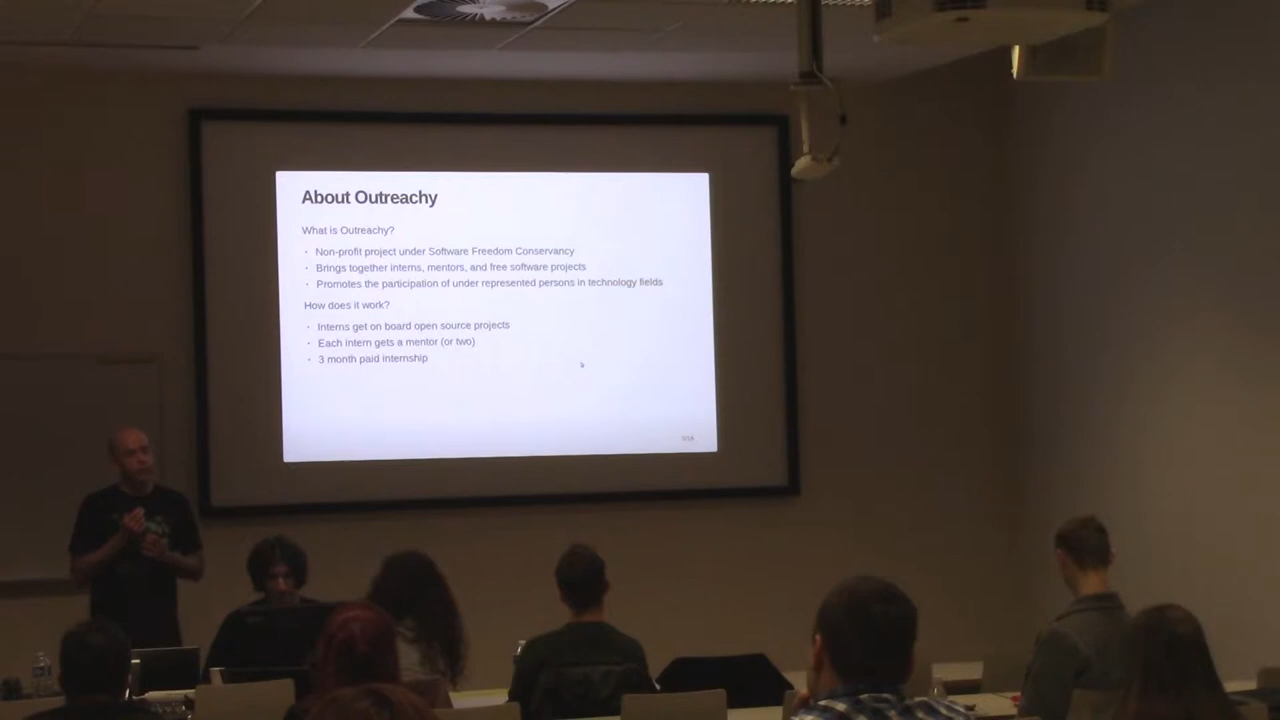 About Outreachy
What is Outreachy?
· Non-profit project under Software Freedom Conservancy
· Brings together interns, mentors, and free software projects
· Promotes the participation of under represented persons in technology fields
How does it work?
· Interns get on board open source projects
· Each intern gets a mentor (or two)
· 3 month paid internship